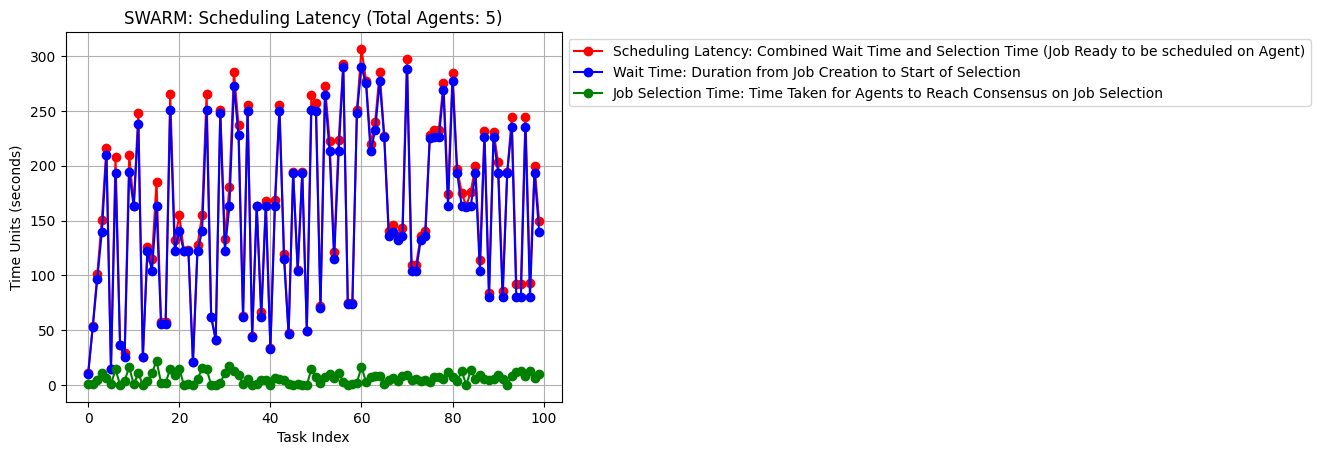 SWARM: Scheduling Latency (Total Agents: 5)
Scheduling Latency: Combined Wait Time and Selection Time (Job Ready to be scheduled on Agent)
Wait Time: Duration from Job Creation to Start of Selection
Job Selection Time: Time Taken for Agents to Reach Consensus on Job Selection
Time Units (seconds)
300
250
200
150
100
50
0
0 20 40 60 80 100
Task Index